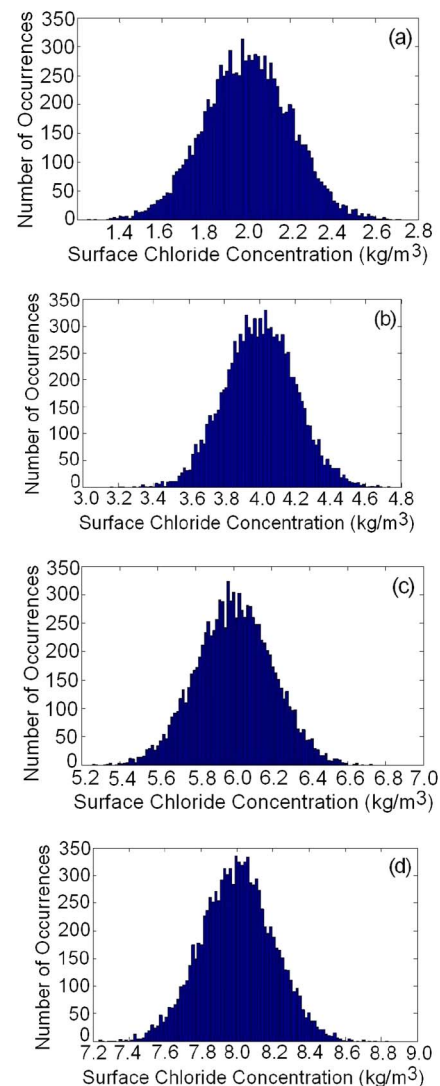 (a)
Number of Occurrences
350
300
250
200
150
100
50
0
1.4 1.6 1.8 2.0 2.2 2.4 2.6 2.8
Surface Chloride Concentration (kg/m³)
(b)
Number of Occurrences
350
300
250
200
150
100
50
0
3.0 3.2 3.4 3.6 3.8 4.0 4.2 4.4 4.6 4.8
Surface Chloride Concentration (kg/m³)
(c)
Number of Occurrences
350
300
250
200
150
100
50
0
5.2 5.4 5.6 5.8 6.0 6.2 6.4 6.6 6.8 7.0
Surface Chloride Concentration (kg/m³)
(d)
Number of Occurrences
350
300
250
200
150
100
50
0
7.2 7.4 7.6 7.8 8.0 8.2 8.4 8.6 8.8 9.0
Surface Chloride Concentration (kg/m³)